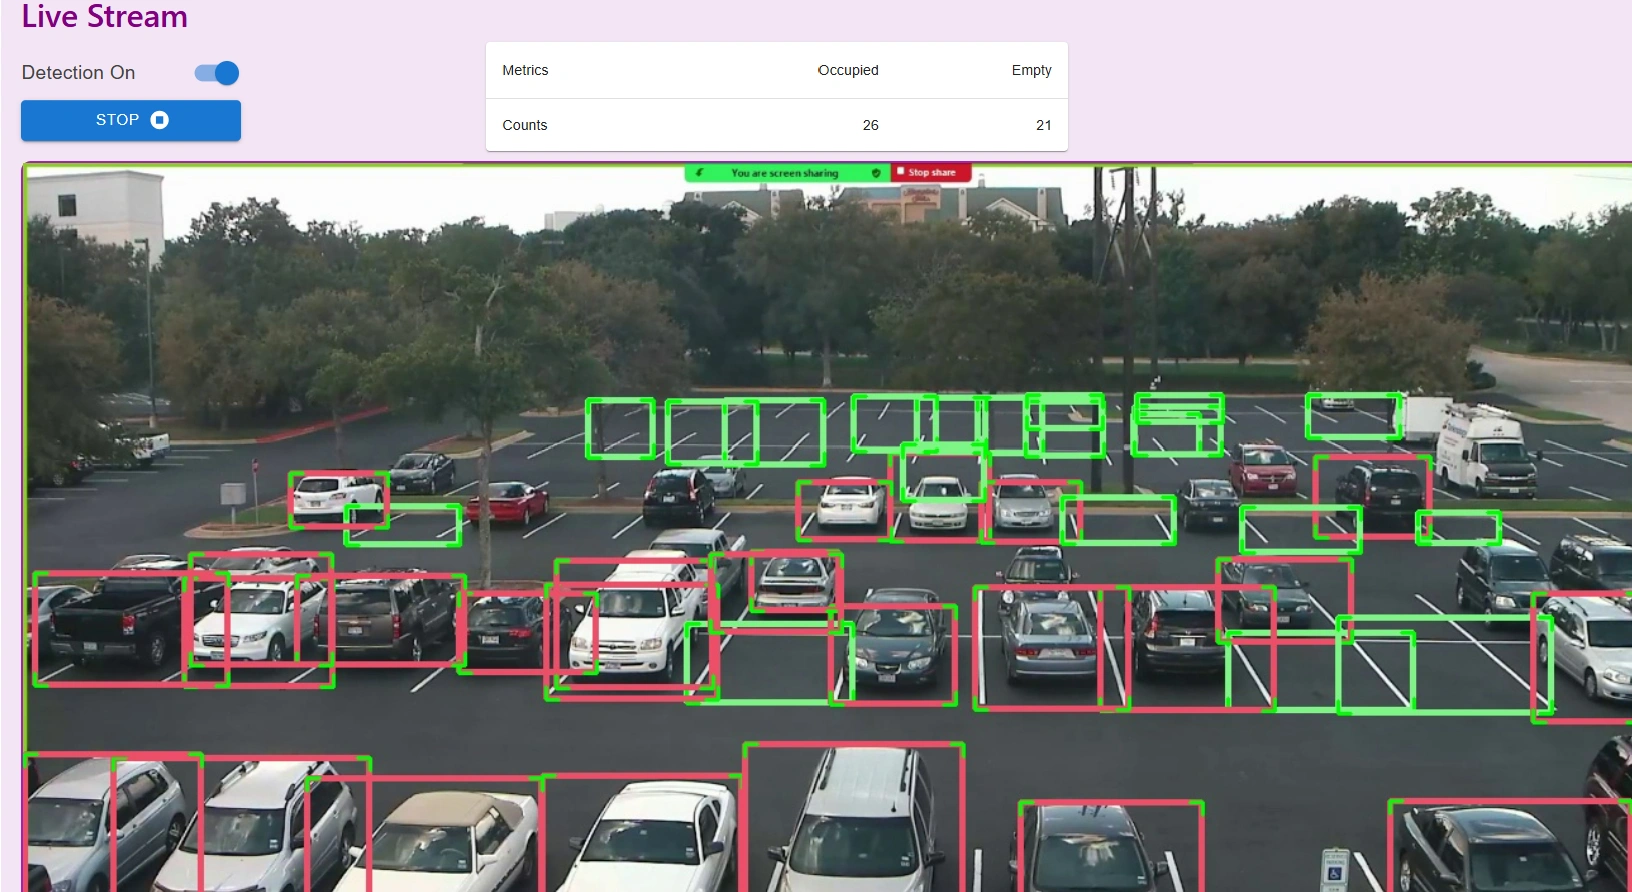 Live Stream
Detection On
STOP
Metrics Occupied Empty
Counts 26 21
You are screen sharing Stop share